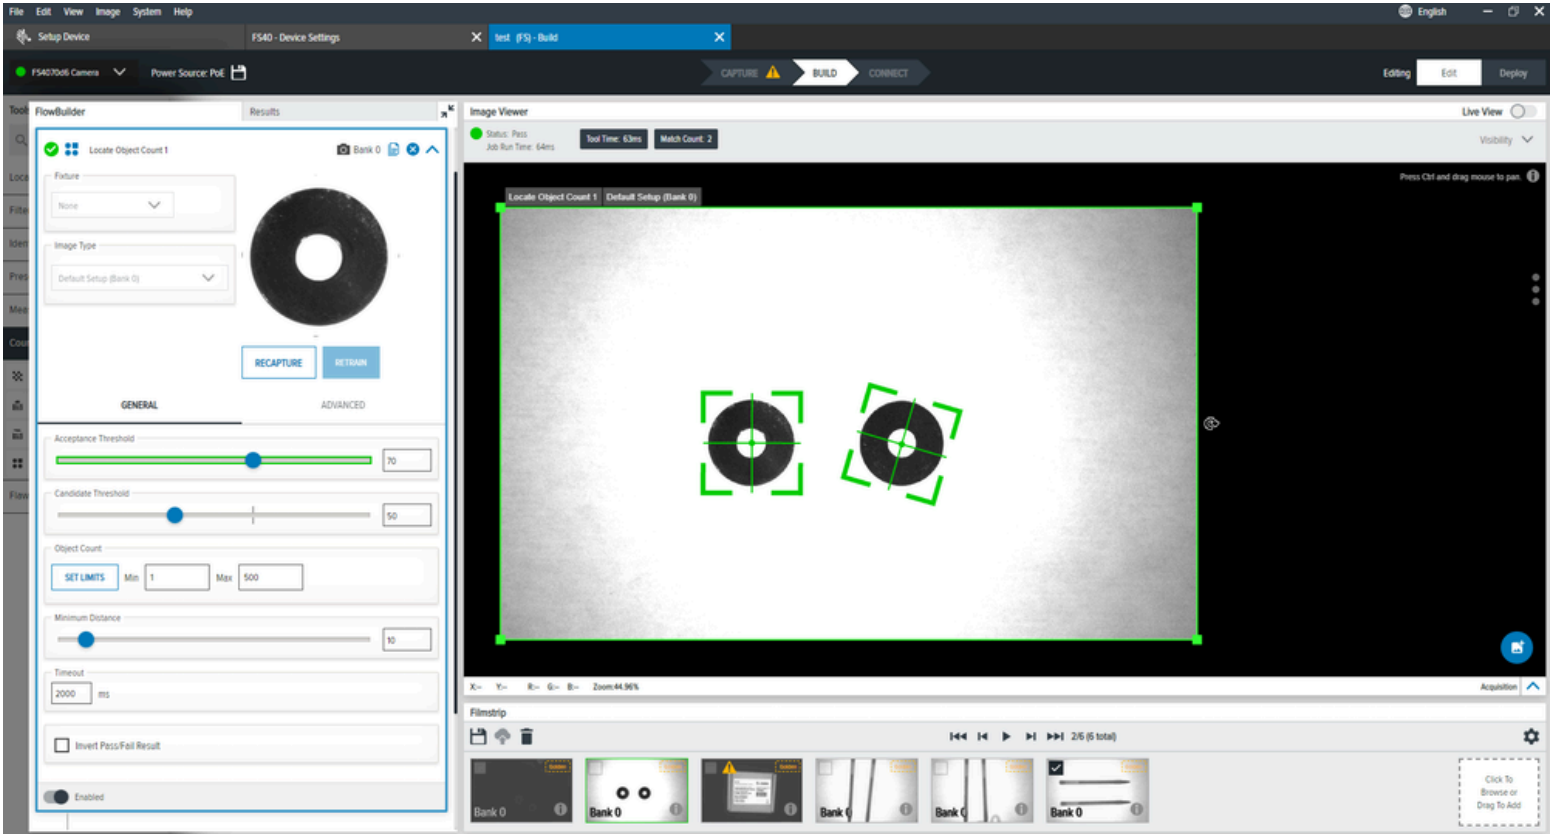 File Edit View Image System Help
English
Setup Device
FS40 - Device Settings
test (FS) - Build
FS4070d6 Camera
Power Source: PoE
CAPTURE
BUILD
CONNECT
Editing
Edit
Deploy
FlowBuilder
Results
Image Viewer
Live View
Locate Object Count 1
Bank 0
Status: Pass
Job Run Time: 64ms
Tool Time: 63ms
Match Count: 2
Visibility
Fixture
None
Image Type
Default Setup (Bank 0)
RECAPTURE
RETRAIN
GENERAL
ADVANCED
Acceptance Threshold
70
Candidate Threshold
50
Object Count
SET LIMITS
Min 1
Max 500
Minimum Distance
10
Timeout
2000 ms
Invert Pass/Fail Result
Enabled
Press Ctrl and drag mouse to pan.
Locate Object Count 1
Default Setup (Bank 0)
X:-- Y:-- R:-- G:-- B:-- Zoom:44.96%
Acquisition
Filmstrip
2/6 (6 total)
Bank 0
Bank 0
Bank 0
Click To
Browse or
Drag To Add